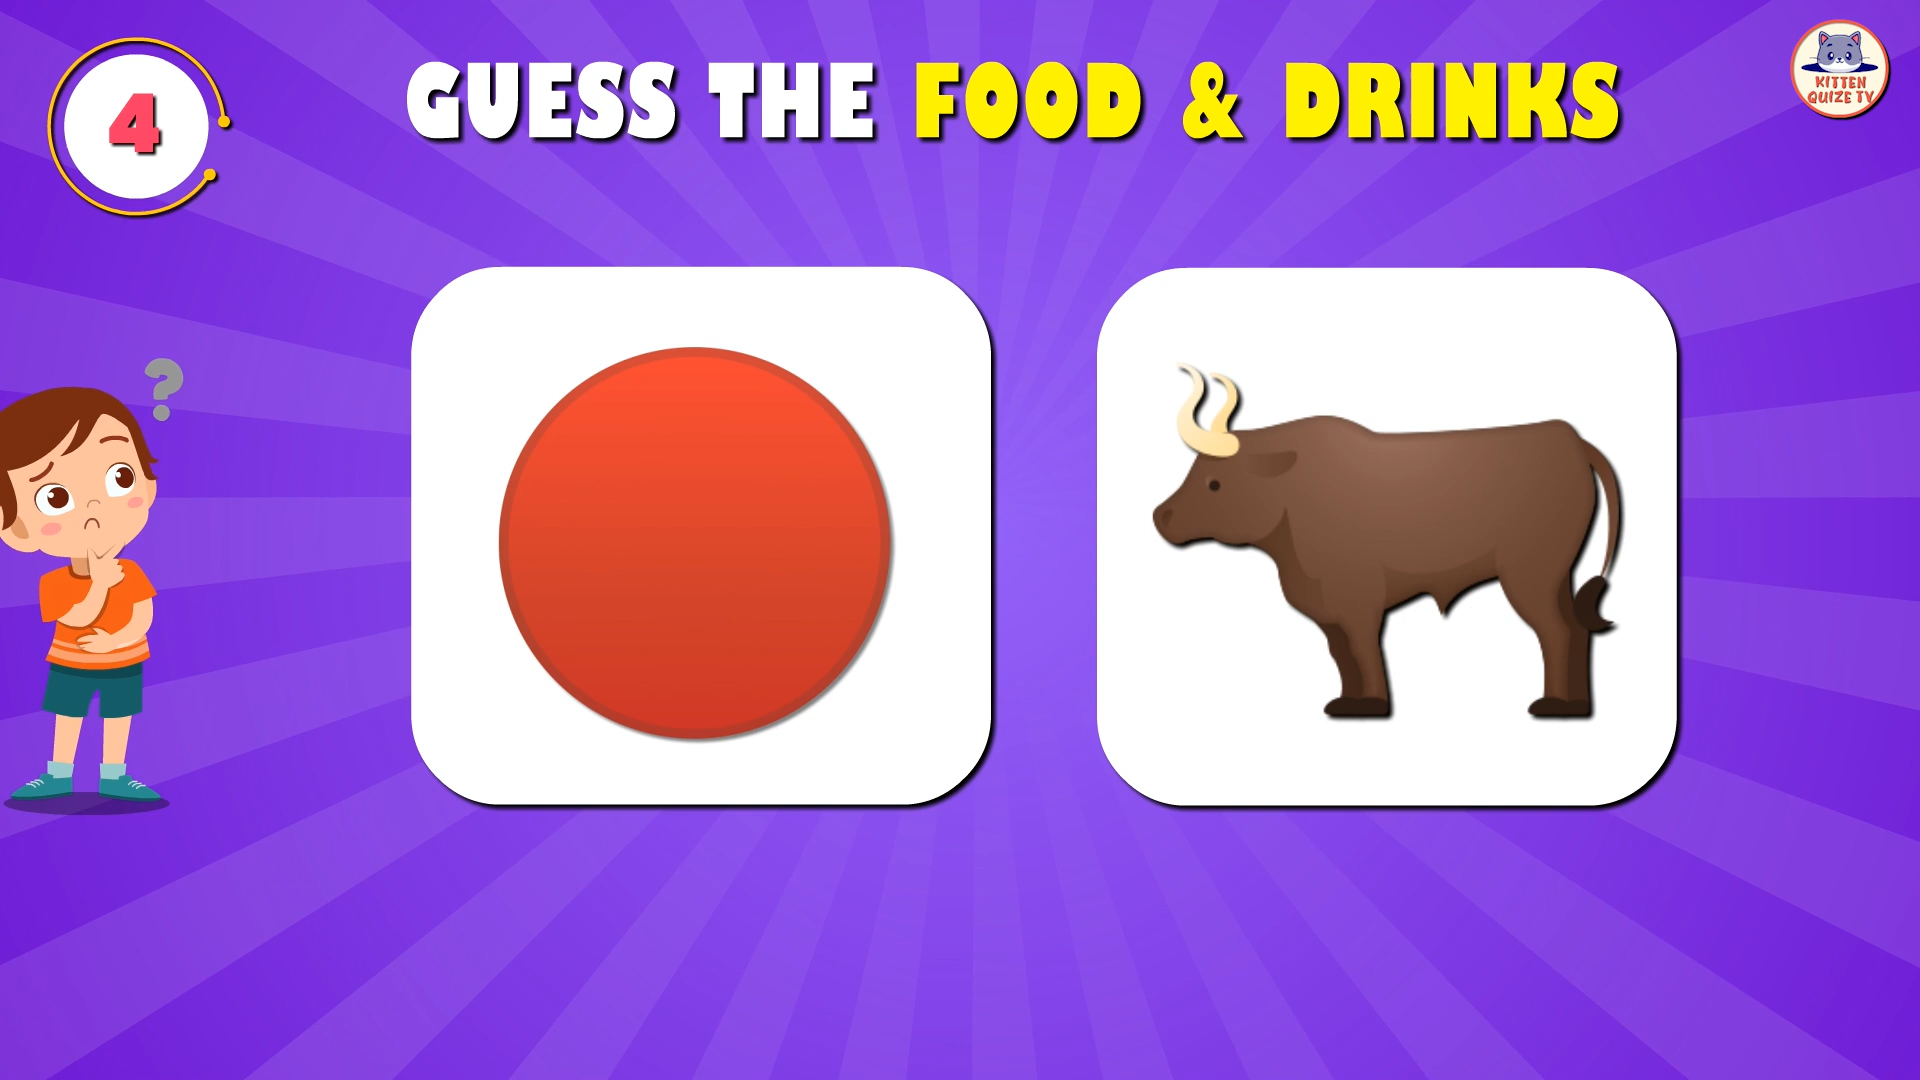 4
GUESS THE FOOD & DRINKS
KITTEN
QUIZE TV
?